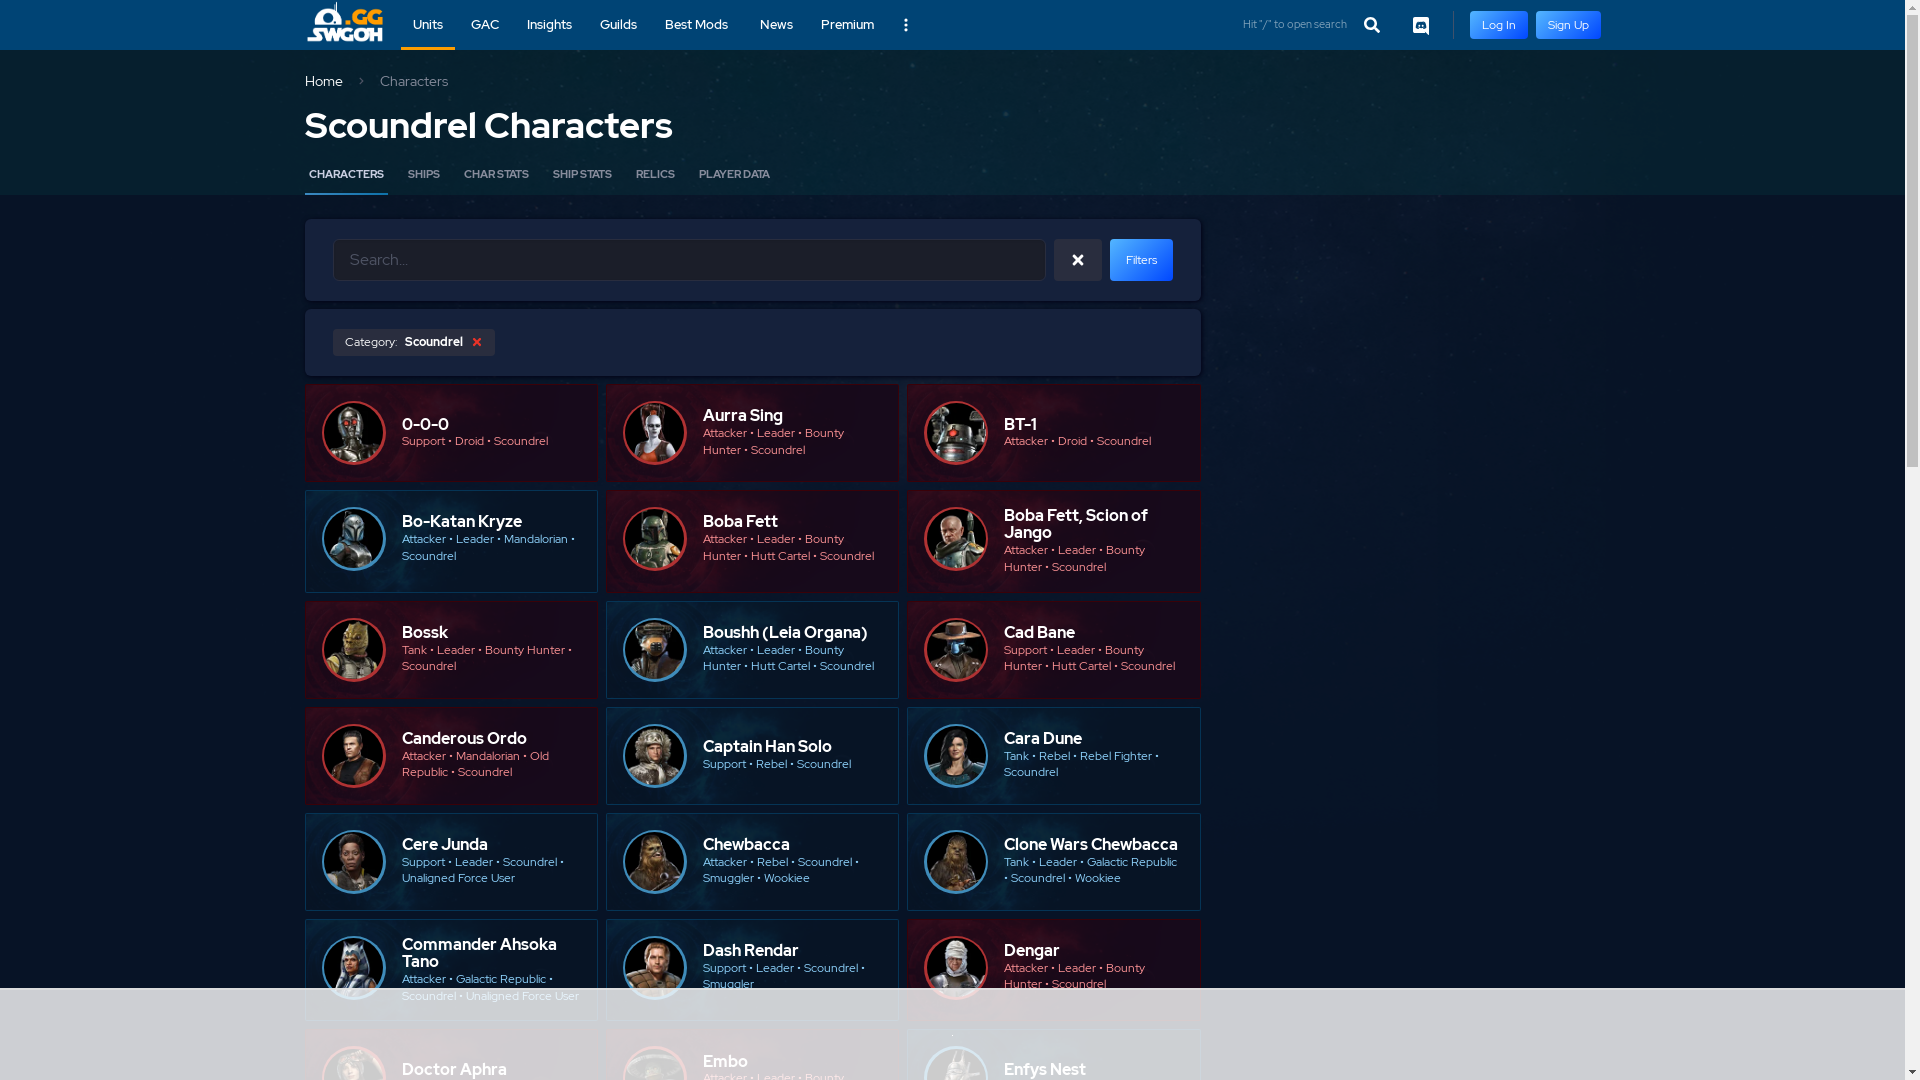 .GG
SWGOH
Units
GAC
Insights
Guilds
Best Mods
News
Premium
Hit "/" to open search
Log In
Sign Up
Home
Characters
Scoundrel Characters
CHARACTERS
SHIPS
CHAR STATS
SHIP STATS
RELICS
PLAYER DATA
Search...
Filters
Category: Scoundrel
0-0-0
Support • Droid • Scoundrel
Aurra Sing
Attacker • Leader • Bounty
Hunter • Scoundrel
BT-1
Attacker • Droid • Scoundrel
Bo-Katan Kryze
Attacker • Leader • Mandalorian •
Scoundrel
Boba Fett
Attacker • Leader • Bounty
Hunter • Hutt Cartel • Scoundrel
Boba Fett, Scion of
Jango
Attacker • Leader • Bounty
Hunter • Scoundrel
Bossk
Tank • Leader • Bounty Hunter •
Scoundrel
Boushh (Leia Organa)
Attacker • Leader • Bounty
Hunter • Hutt Cartel • Scoundrel
Cad Bane
Support • Leader • Bounty
Hunter • Hutt Cartel • Scoundrel
Canderous Ordo
Attacker • Mandalorian • Old
Republic • Scoundrel
Captain Han Solo
Support • Rebel • Scoundrel
Cara Dune
Tank • Rebel • Rebel Fighter •
Scoundrel
Cere Junda
Support • Leader • Scoundrel •
Unaligned Force User
Chewbacca
Attacker • Rebel • Scoundrel •
Smuggler • Wookiee
Clone Wars Chewbacca
Tank • Leader • Galactic Republic
• Scoundrel • Wookiee
Commander Ahsoka
Tano
Attacker • Galactic Republic •
Scoundrel • Unaligned Force User
Dash Rendar
Support • Leader • Scoundrel •
Smuggler
Dengar
Attacker • Leader • Bounty
Hunter • Scoundrel
Doctor Aphra
Embo
Attacker • Leader • Bounty
Enfys Nest